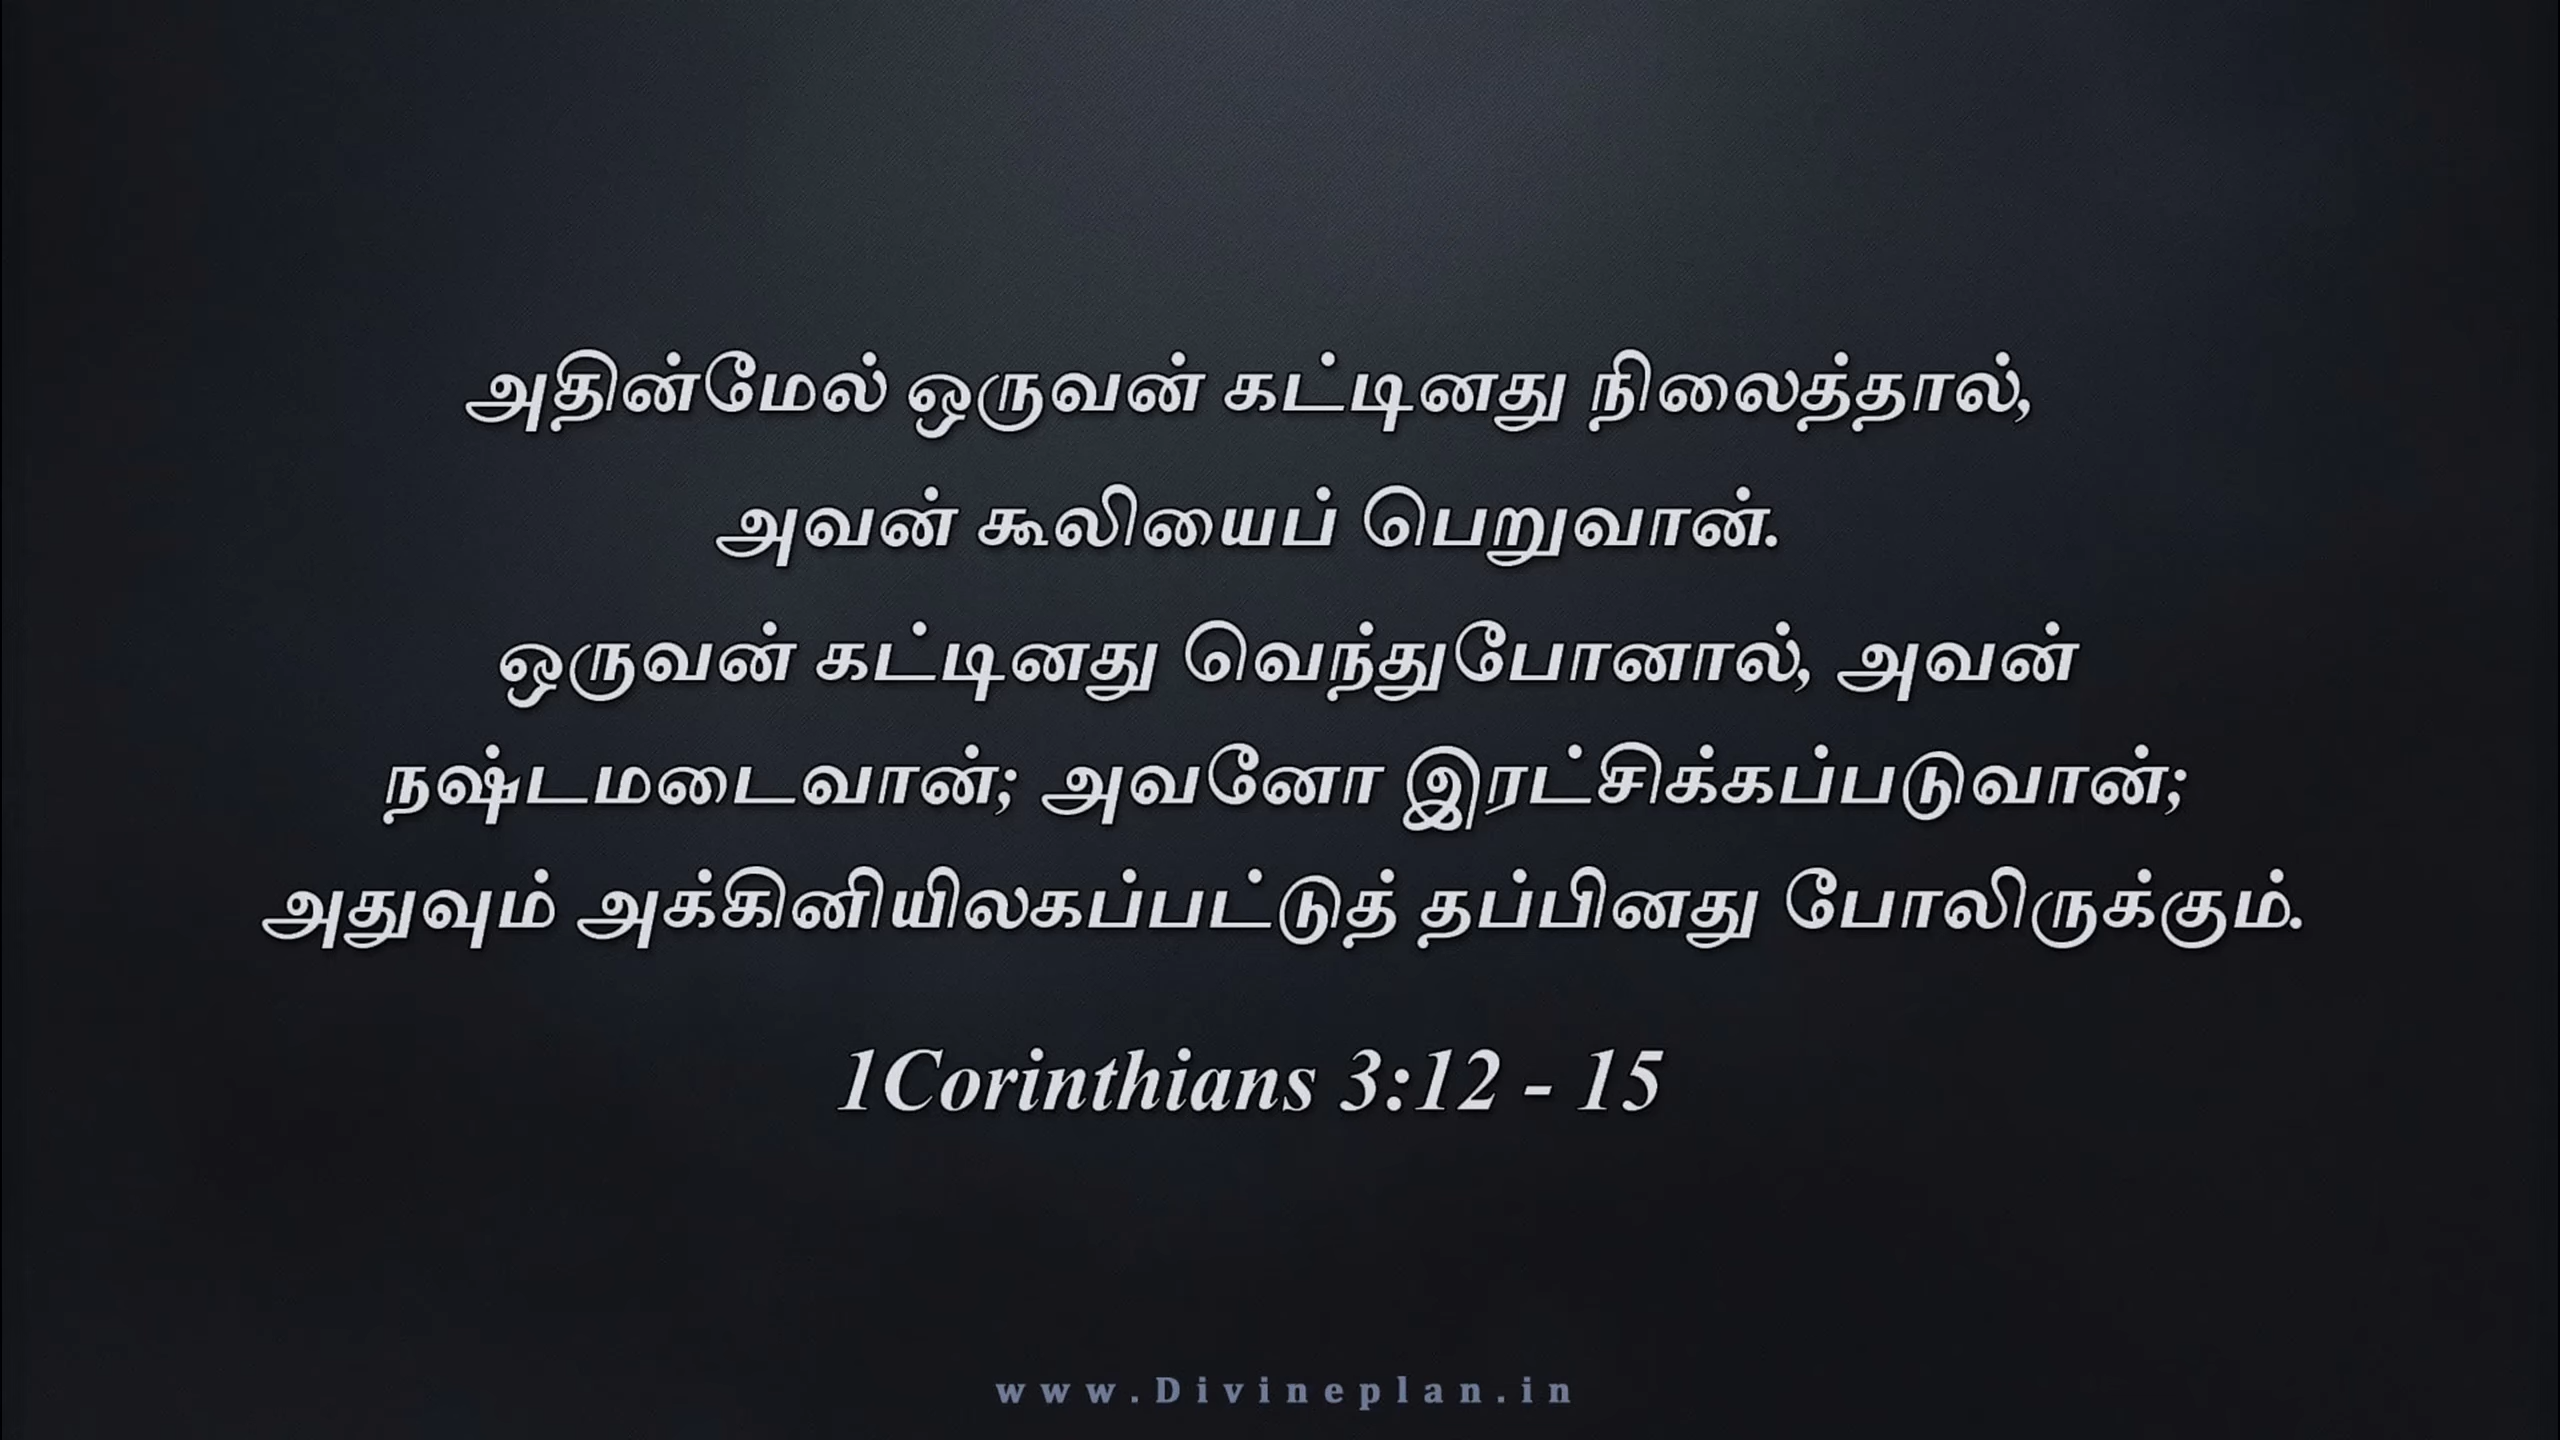 அதின்மேல் ஒருவன் கட்டினது நிலைத்தால்,
அவன் கூலியைப் பெறுவான்.
ஒருவன் கட்டினது வெந்துபோனால், அவன்
நஷ்டமடைவான்; அவனோ இரட்சிக்கப்படுவான்;
அதுவும் அக்கினியிலகப்பட்டுத் தப்பினது போலிருக்கும்.
1Corinthians 3:12 - 15
www.Divineplan.in